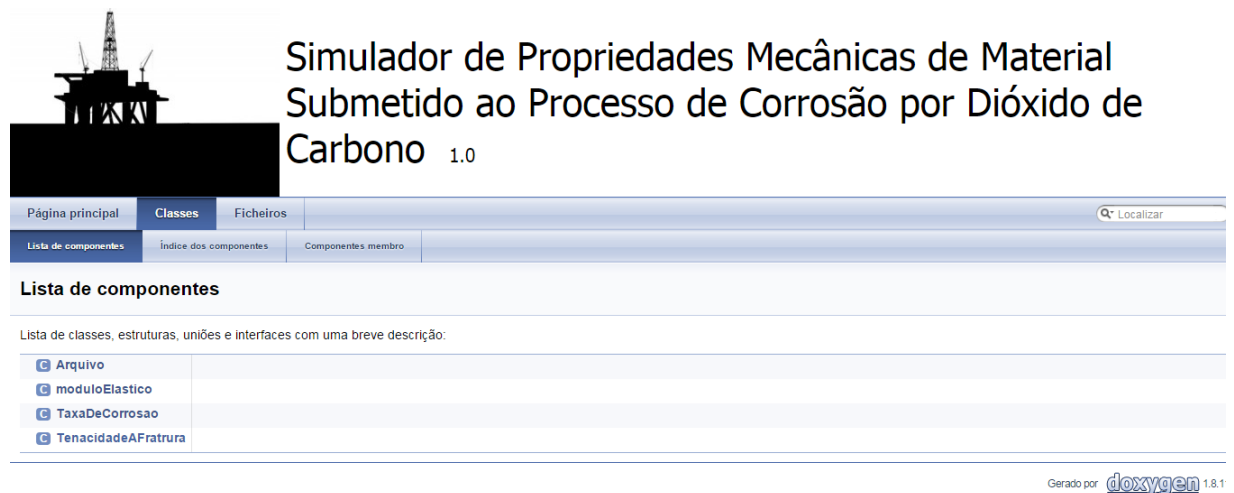 Simulador de Propriedades Mecânicas de Material
Submetido ao Processo de Corrosão por Dióxido de
Carbono 1.0
Página principal Classes Ficheiros Localizar
Lista de componentes Índice dos componentes Componentes membro
Lista de componentes
Lista de classes, estruturas, uniões e interfaces com uma breve descrição:
C Arquivo
C moduloElastico
C TaxaDeCorrosao
C TenacidadeAFratrura
Gerado por doxygen 1.8.1